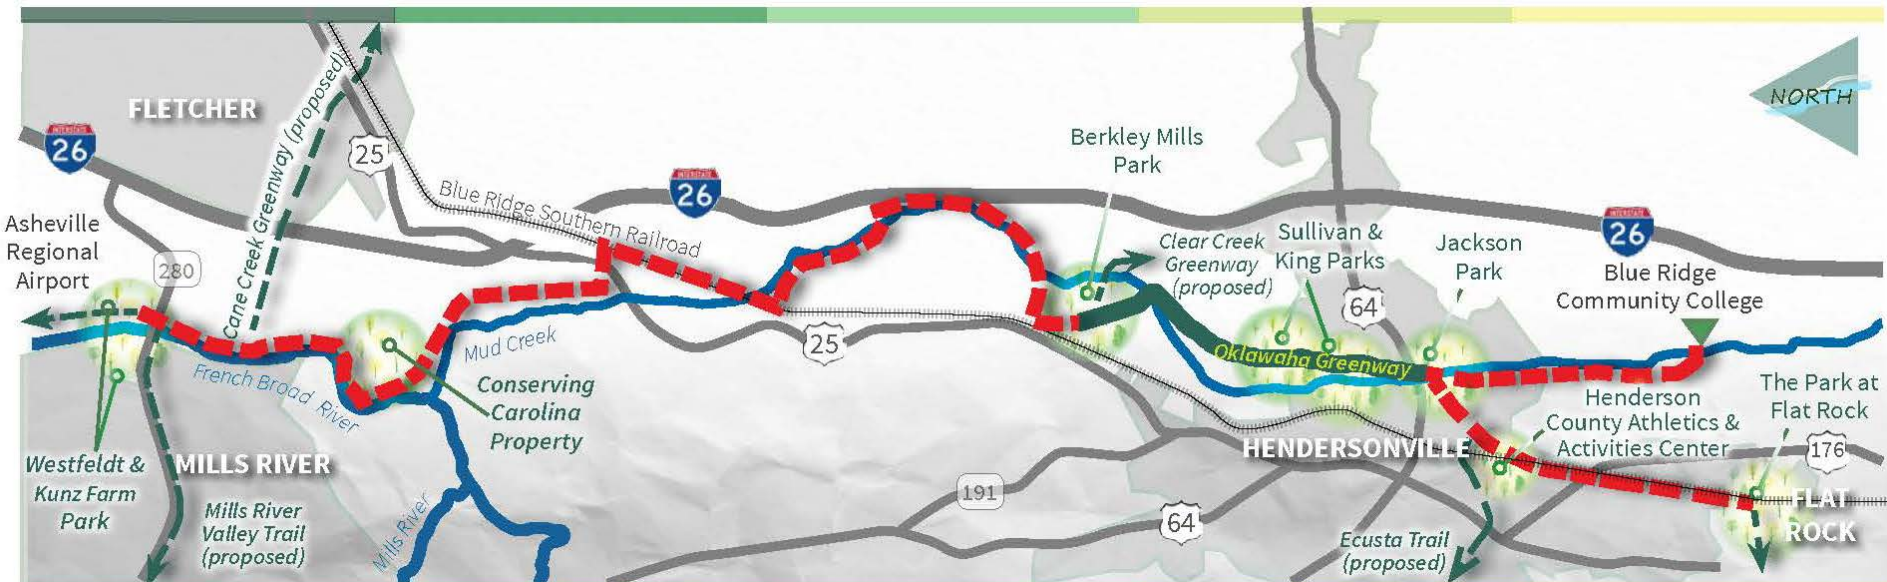 FLETCHER
INTERSTATE
26
Cane Creek Greenway (proposed)
25
Asheville
Regional
Airport
280
Blue Ridge Southern Railroad
INTERSTATE
26
Berkley Mills
Park
NORTH
Clear Creek
Greenway
(proposed)
Sullivan &
King Parks
64
Jackson
Park
INTERSTATE
26
Blue Ridge
Community College
French Broad River
Mud Creek
25
Oklawaha Greenway
Conserving
Carolina
Property
Henderson
County Athletics &
Activities Center
The Park at
Flat Rock
176
Westfeldt &
Kunz Farm
Park
MILLS RIVER
Mills River
Valley Trail
(proposed)
Mills River
191
64
HENDERSONVILLE
Ecusta Trail
(proposed)
FLAT
ROCK